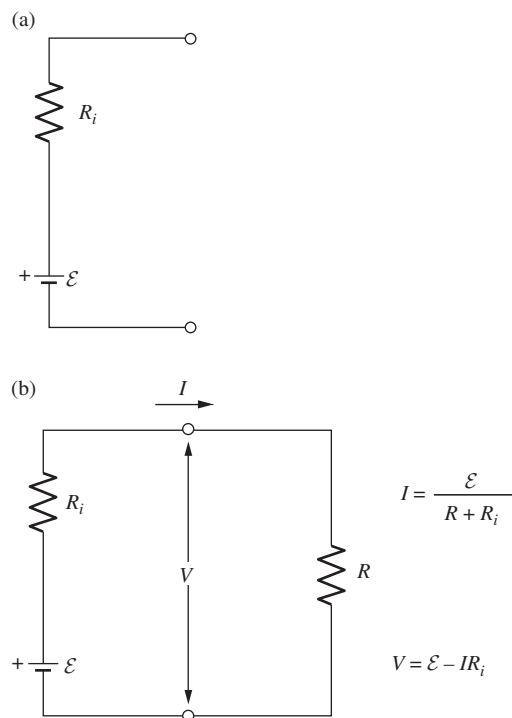 (a)
R_i
+ ℰ
(b)
I
R_i
V
R
+ ℰ
I = ℰ / (R + R_i)
V = ℰ – IR_i